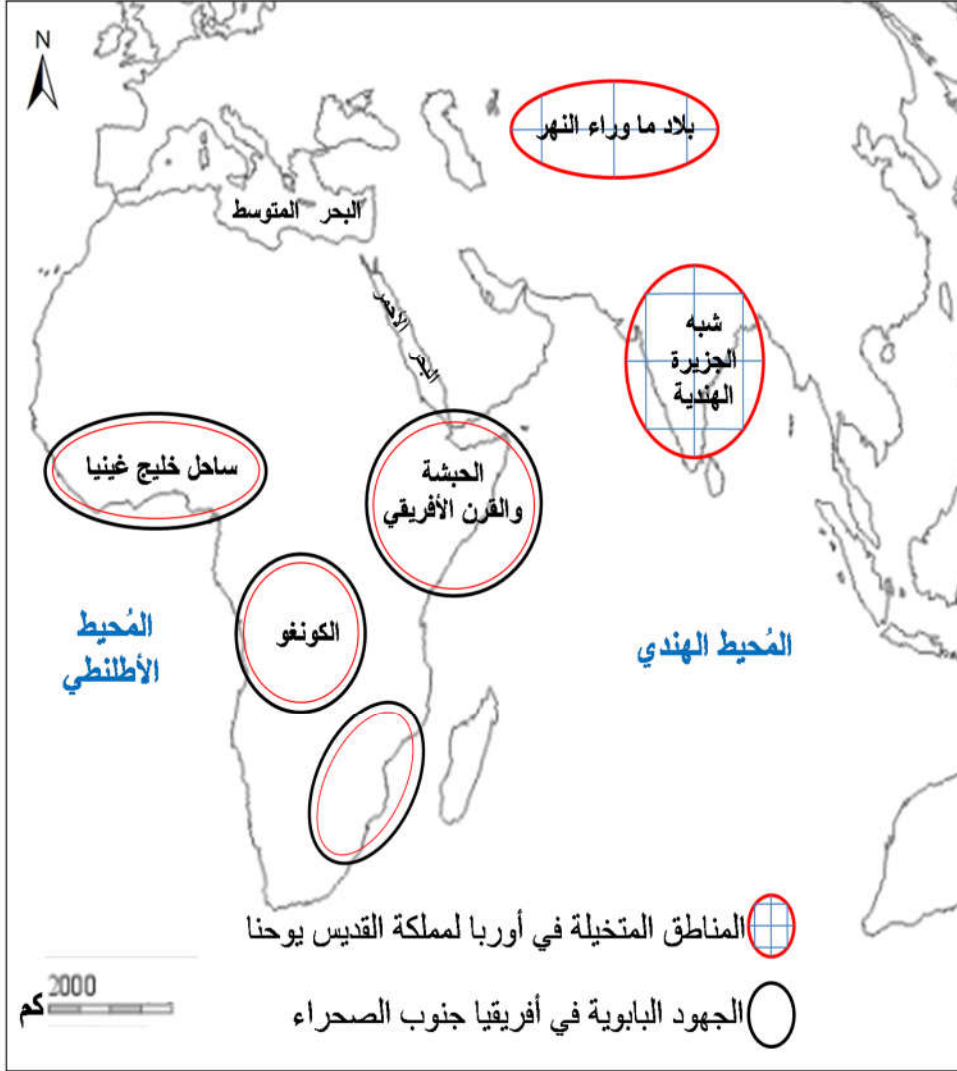 N
بلاد ما وراء النهر
البحر المتوسط
البحر الأحمر
شبه
الجزيرة
الهندية
ساحل خليج غينيا
الحبشة
والقرن الأفريقي
الكونغو
المُحيط
الأطلنطي
المُحيط الهندي
المناطق المتخيلة في أوربا لمملكة القديس يوحنا
2000
كم
الجهود البابوية في أفريقيا جنوب الصحراء